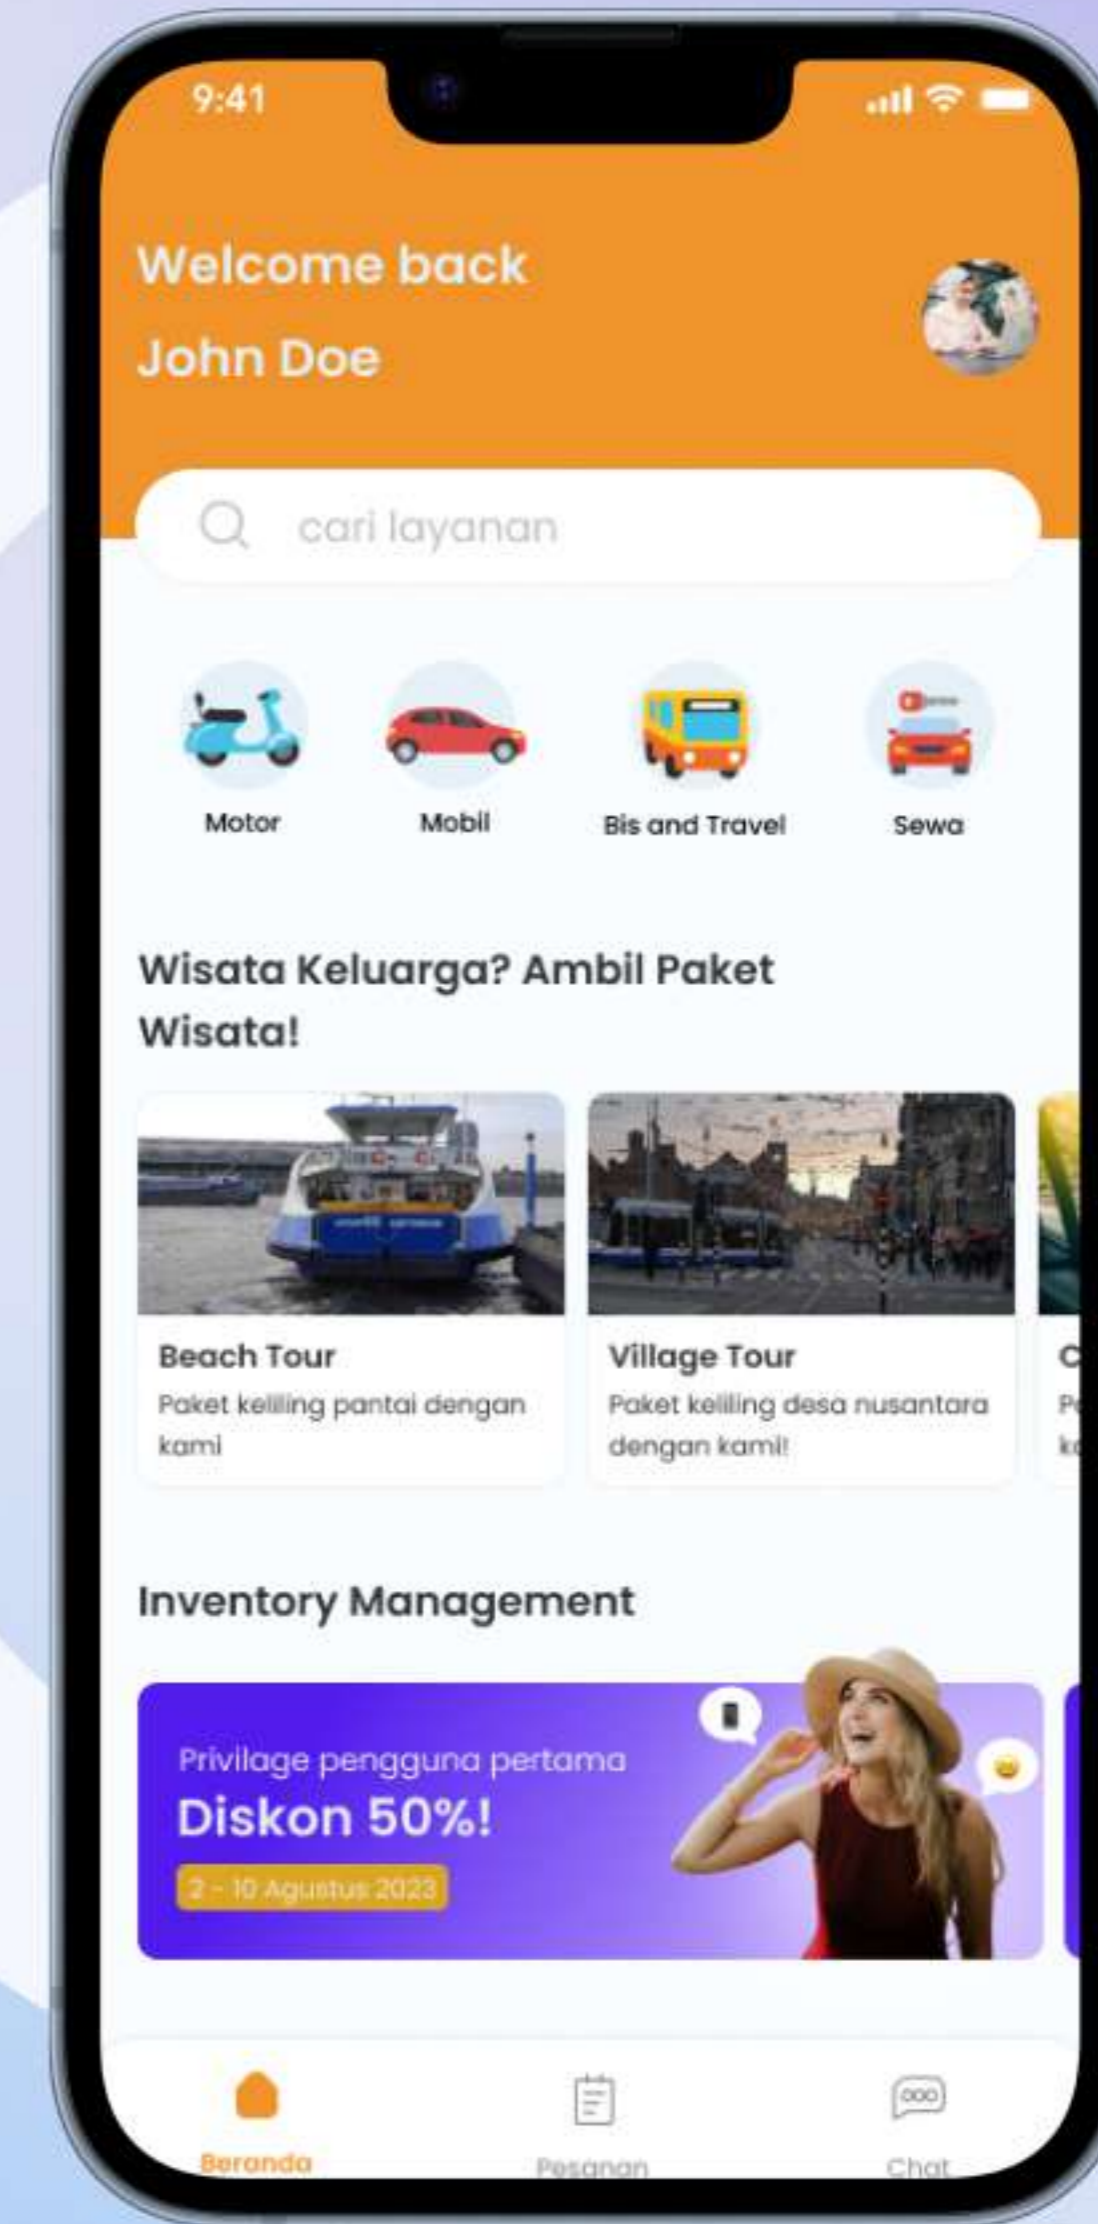 9:41
Welcome back
John Doe
cari layanan
Motor
Mobil
Bis and Travel
Sewa
Wisata Keluarga? Ambil Paket
Wisata!
Beach Tour
Paket keliling pantai dengan
kami
Village Tour
Paket keliling desa nusantara
dengan kami!
Inventory Management
Privilage pengguna pertama
Diskon 50%!
2 - 10 Agustus 2023
Beranda
Pesanan
Chat